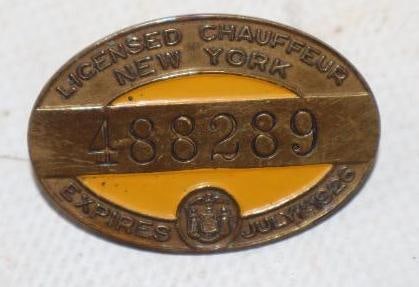 LICENSED CHAUFFEUR
NEW YORK
488289
EXPIRES JULY-1926